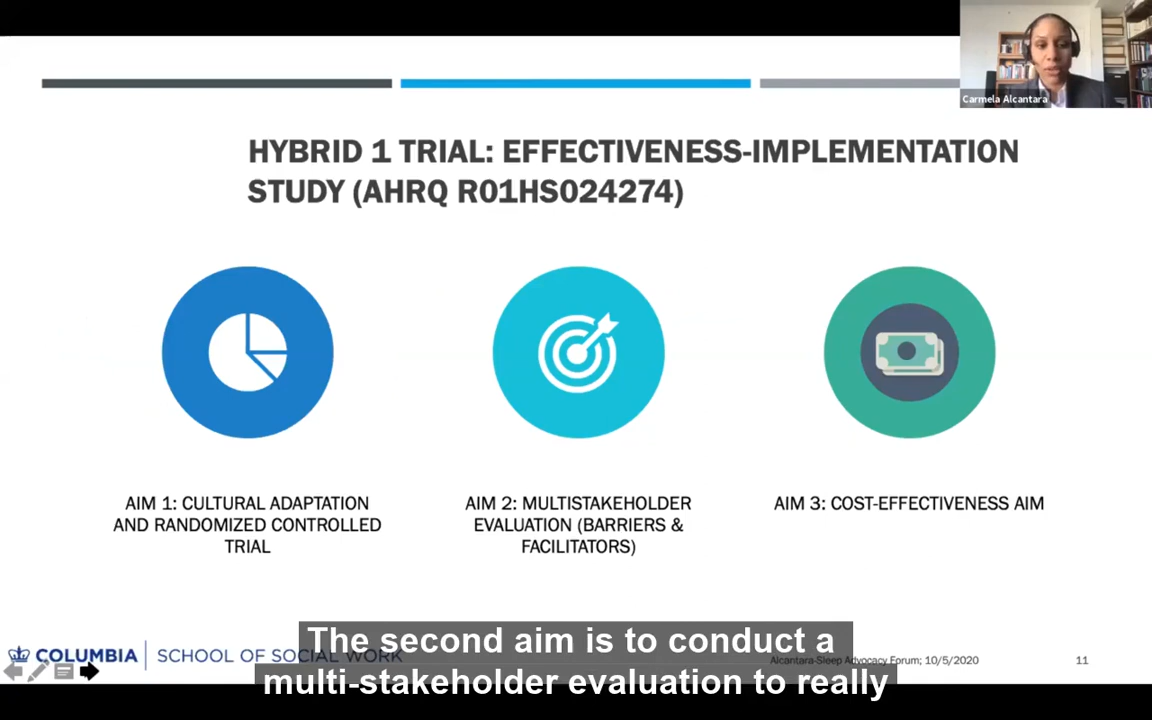 Carmela Alcantara
HYBRID 1 TRIAL: EFFECTIVENESS-IMPLEMENTATION
STUDY (AHRQ R01HS024274)
AIM 1: CULTURAL ADAPTATION
AND RANDOMIZED CONTROLLED
TRIAL
AIM 2: MULTISTAKEHOLDER
EVALUATION (BARRIERS &
FACILITATORS)
AIM 3: COST-EFFECTIVENESS AIM
The second aim is to conduct a
multi-stakeholder evaluation to really
COLUMBIA SCHOOL OF SOCIAL WORK
Alcantara-Sleep Advocacy Forum; 10/5/2020
11